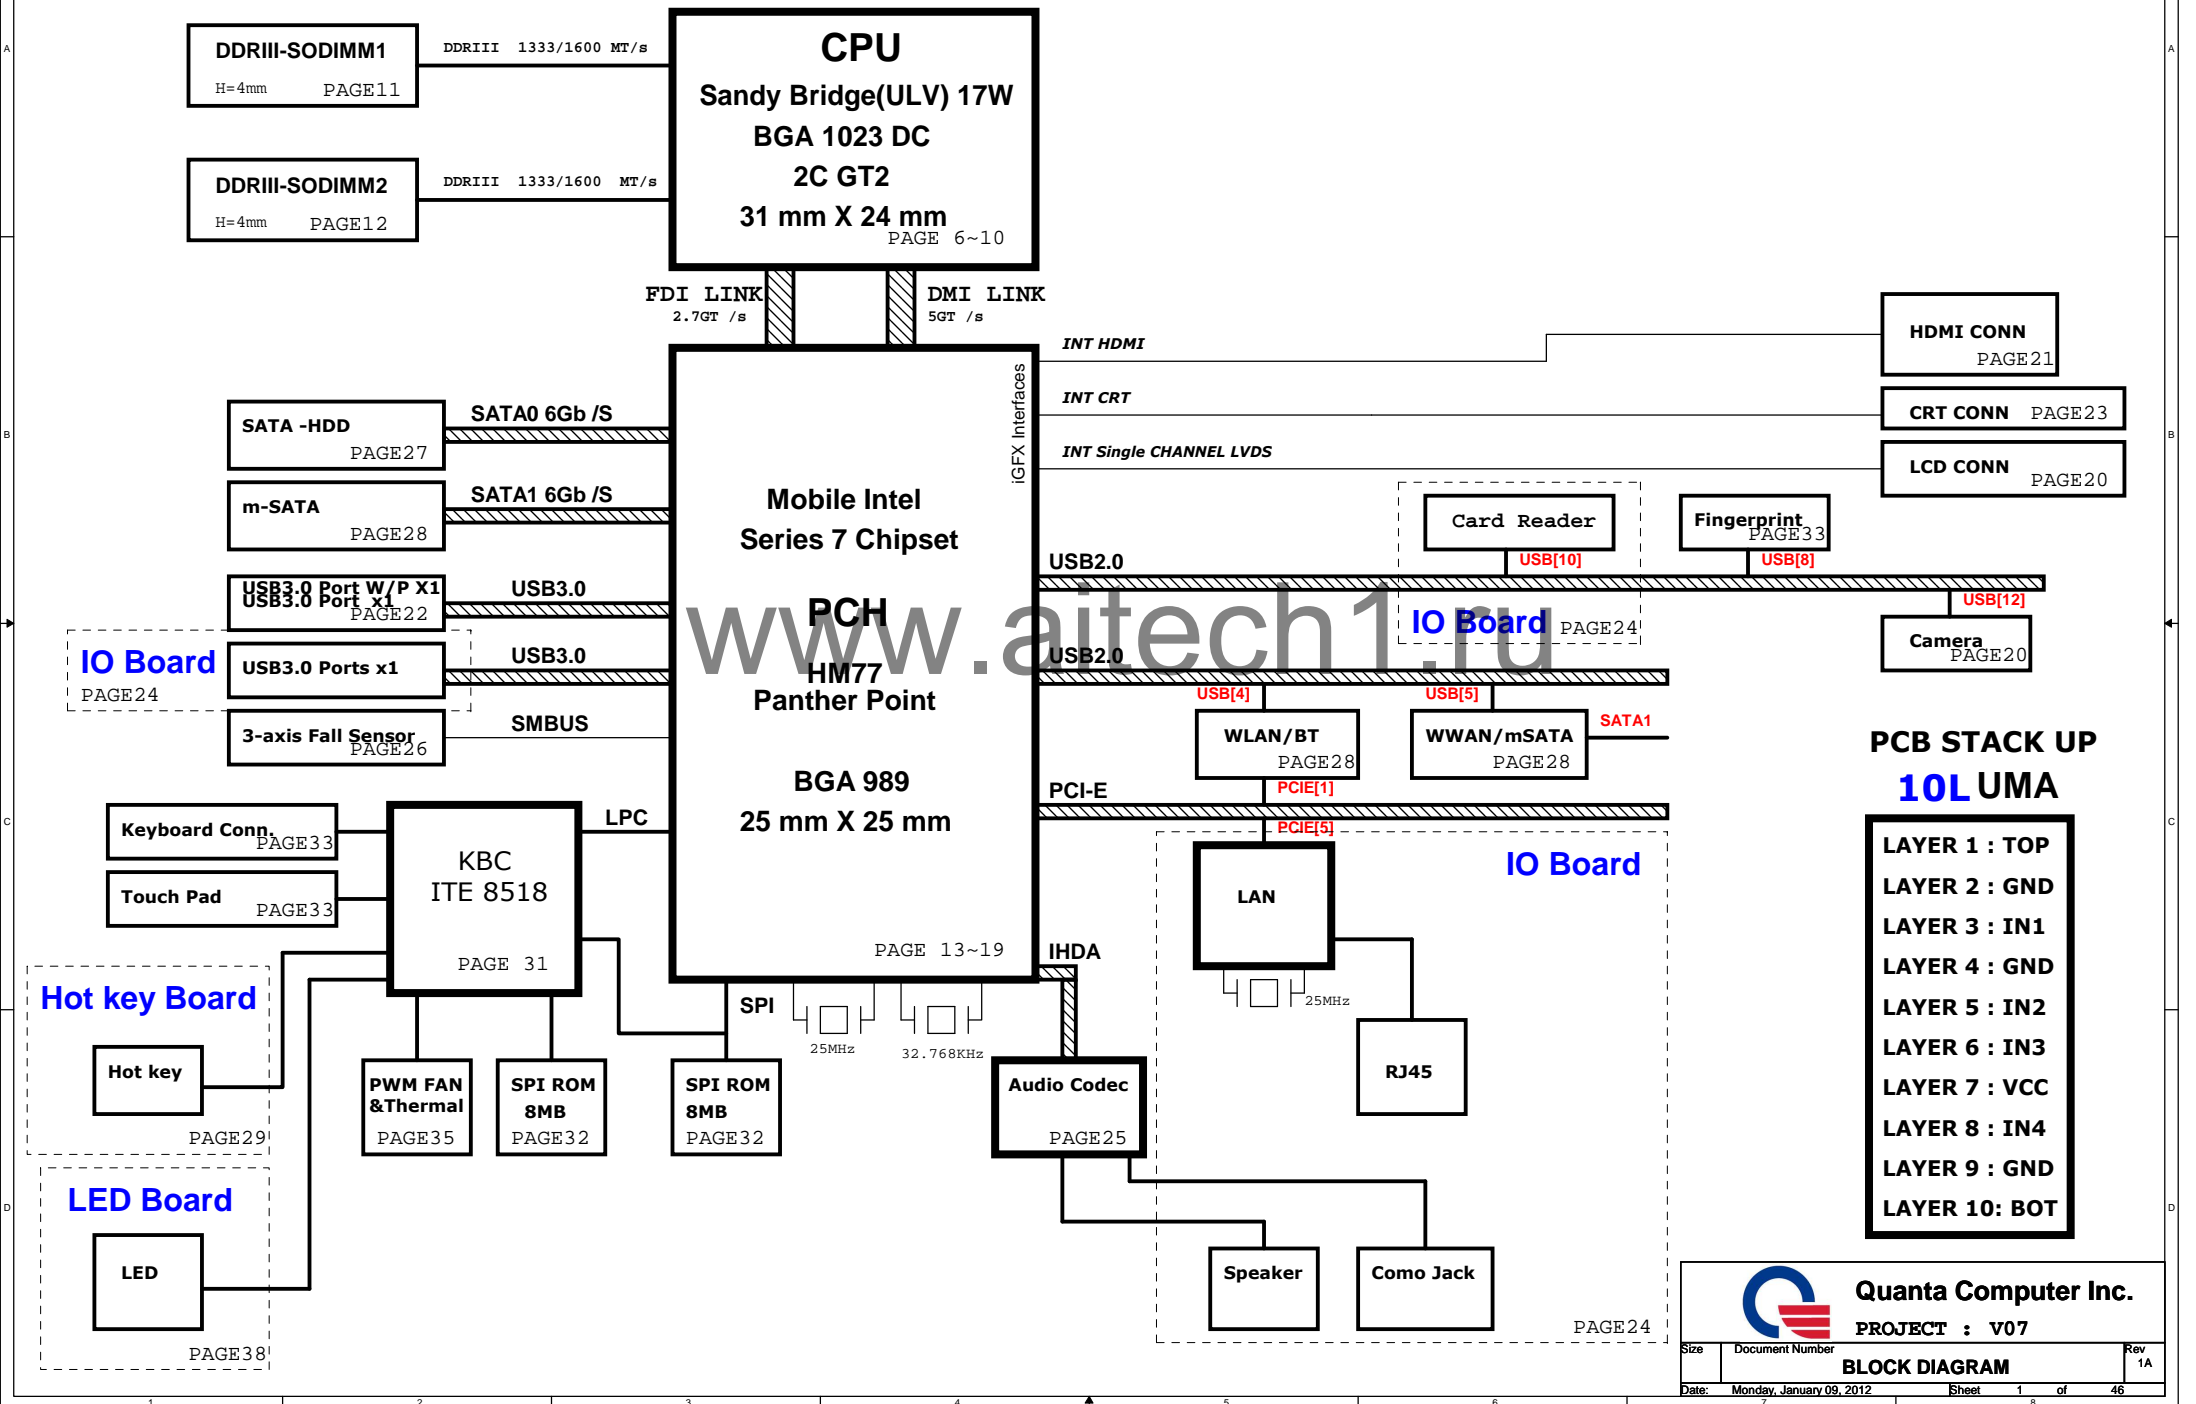 DDRIII-SODIMM1
H=4mm PAGE11
DDRIII 1333/1600 MT/s
DDRIII-SODIMM2
H=4mm PAGE12
DDRIII 1333/1600 MT/s
CPU
Sandy Bridge(ULV) 17W
BGA 1023 DC
2C GT2
31 mm X 24 mm
PAGE 6~10
FDI LINK
2.7GT /s
DMI LINK
5GT /s
INT HDMI
HDMI CONN
PAGE21
INT CRT
CRT CONN PAGE23
INT Single CHANNEL LVDS
LCD CONN
PAGE20
iGFX Interfaces
SATA -HDD
PAGE27
SATA0 6Gb /S
m-SATA
PAGE28
SATA1 6Gb /S
USB3.0 Port W/P X1
USB3.0 Port x1
PAGE22
USB3.0
IO Board
PAGE24
USB3.0 Ports x1
USB3.0
3-axis Fall Sensor
PAGE26
SMBUS
Mobile Intel
Series 7 Chipset
PCH
HM77
Panther Point
BGA 989
25 mm X 25 mm
PAGE 13~19
www.aitech1.ru
USB2.0
Card Reader
USB[10]
IO Board PAGE24
Fingerprint
PAGE33
USB[8]
USB[12]
Camera
PAGE20
USB2.0
USB[4]
WLAN/BT
PAGE28
PCIE[1]
USB[5]
WWAN/mSATA
PAGE28
SATA1
PCI-E
PCIE[5]
IO Board
LAN
25MHz
RJ45
Keyboard Conn.
PAGE33
Touch Pad
PAGE33
KBC
ITE 8518
PAGE 31
LPC
Hot key Board
Hot key
PAGE29
LED Board
LED
PAGE38
PWM FAN
&Thermal
PAGE35
SPI ROM
8MB
PAGE32
SPI ROM
8MB
PAGE32
SPI
25MHz
32.768KHz
IHDA
Audio Codec
PAGE25
Speaker
Como Jack
PAGE24
PCB STACK UP
10L UMA
LAYER 1 : TOP
LAYER 2 : GND
LAYER 3 : IN1
LAYER 4 : GND
LAYER 5 : IN2
LAYER 6 : IN3
LAYER 7 : VCC
LAYER 8 : IN4
LAYER 9 : GND
LAYER 10: BOT
Quanta Computer Inc.
PROJECT : V07
Size Document Number Rev
BLOCK DIAGRAM 1A
Date: Monday, January 09, 2012 Sheet 1 of 46
A
B
C
D
A
B
C
D
1 2 3 4 5 6 7 8